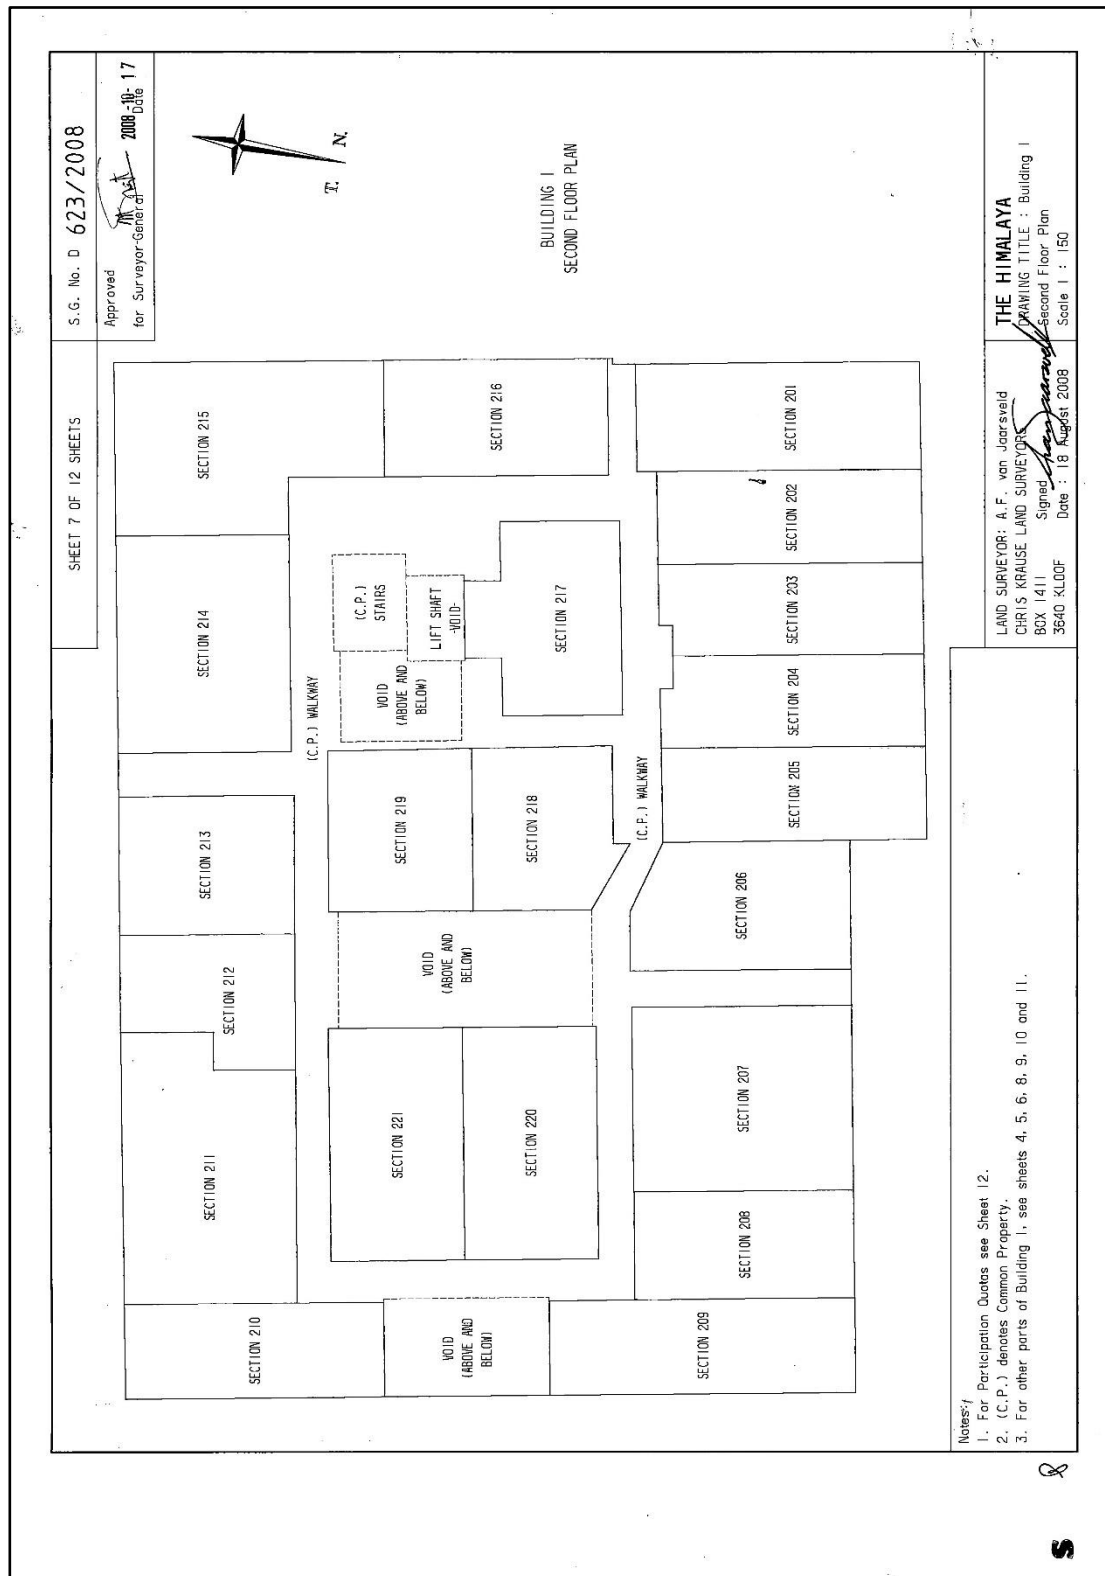 SHEET 7 OF 12 SHEETS
S.G. No. D 623/2008
Approved
for Surveyor-General
2008-10-17
Date
T. N.
BUILDING 1
SECOND FLOOR PLAN
SECTION 210
SECTION 211
SECTION 212
SECTION 213
SECTION 214
SECTION 215
(C.P.) WALKWAY
(C.P.)
STAIRS
LIFT SHAFT
-VOID-
VOID
(ABOVE AND
BELOW)
SECTION 216
SECTION 221
SECTION 220
VOID
(ABOVE AND
BELOW)
SECTION 219
SECTION 218
SECTION 217
VOID
(ABOVE AND
BELOW)
(C.P.) WALKWAY
SECTION 209
SECTION 208
SECTION 207
SECTION 206
SECTION 205
SECTION 204
SECTION 203
SECTION 202
SECTION 201
Notes:
1. For Participation Quotas see Sheet 12.
2. (C.P.) denotes Common Property.
3. For other parts of Building 1, see sheets 4, 5, 6, 8, 9, 10 and 11.
LAND SURVEYOR: A.F. van Jaarsveld
CHRIS KRAUSE LAND SURVEYORS
BOX 1411
3640 KLOOF
Signed
Date : 18 August 2008
THE HIMALAYA
DRAWING TITLE : Building 1
Second Floor Plan
Scale 1 : 150
S